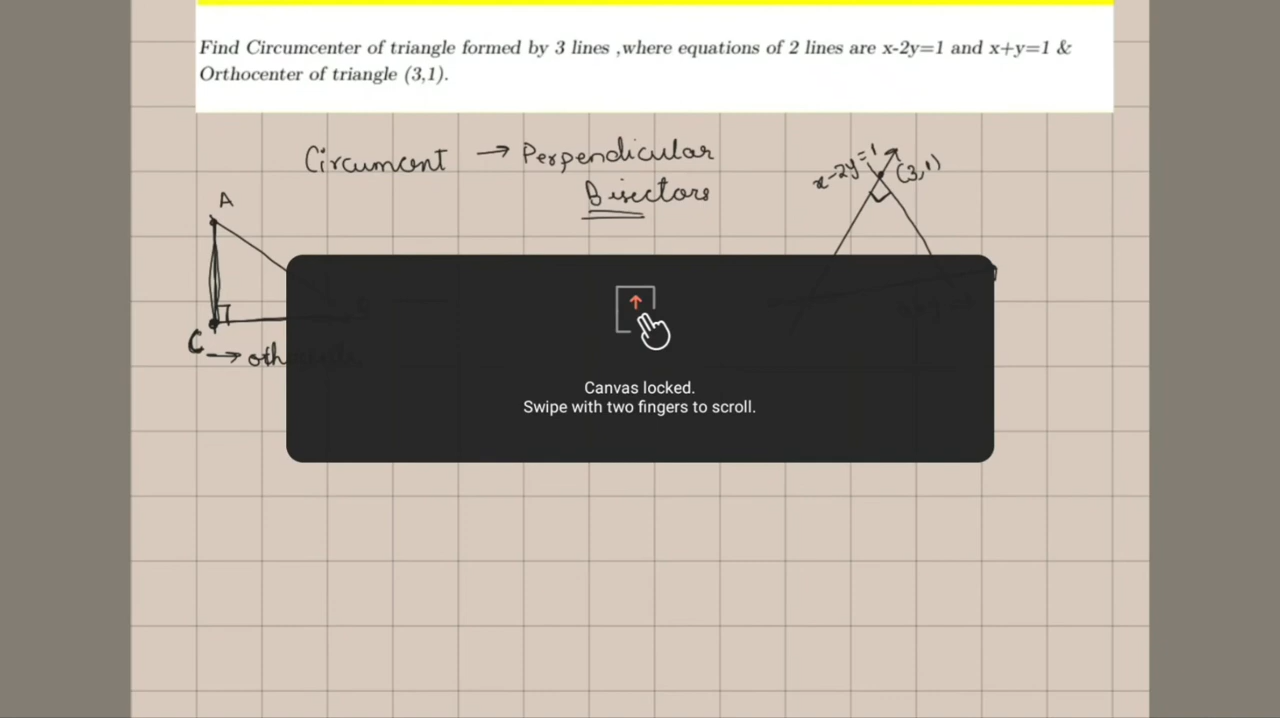 Find Circumcenter of triangle formed by 3 lines ,where equations of 2 lines are x-2y=1 and x+y=1 &
Orthocenter of triangle (3,1).
Circumcent → Perpendicular
Bisectors
x-2y=1
(3,1)
A
C
→ oth
Canvas locked.
Swipe with two fingers to scroll.